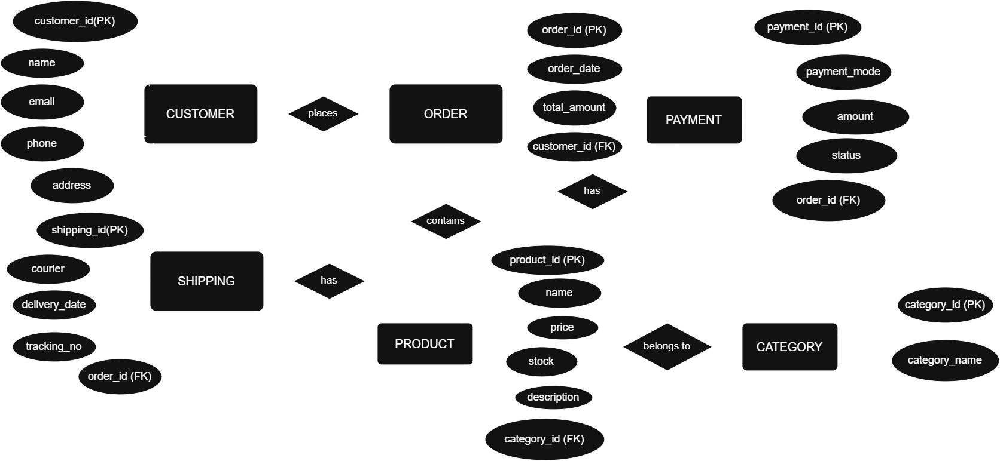 customer_id(PK)
name
email
phone
address
CUSTOMER
places
ORDER
order_id (PK)
order_date
total_amount
customer_id (FK)
PAYMENT
payment_id (PK)
payment_mode
amount
status
order_id (FK)
has
contains
shipping_id(PK)
courier
delivery_date
tracking_no
order_id (FK)
SHIPPING
has
PRODUCT
product_id (PK)
name
price
stock
description
category_id (FK)
belongs to
CATEGORY
category_id (PK)
category_name